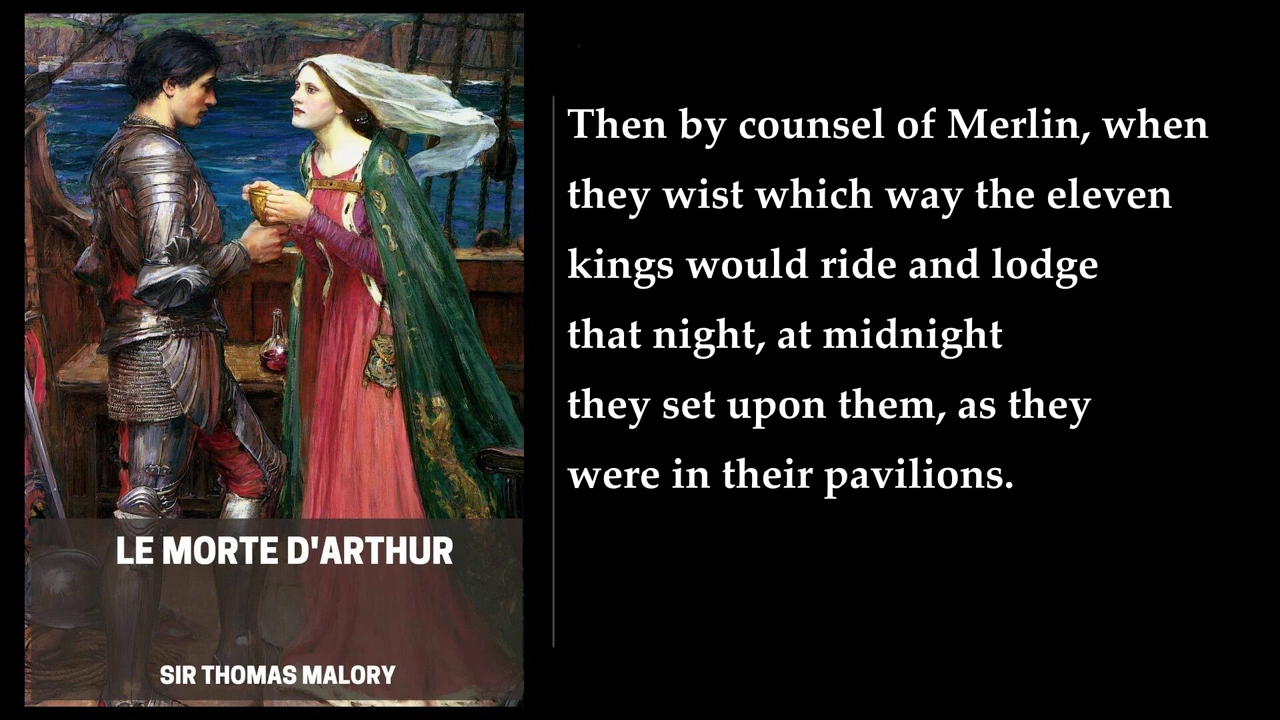 LE MORTE D'ARTHUR
SIR THOMAS MALORY
Then by counsel of Merlin, when
they wist which way the eleven
kings would ride and lodge
that night, at midnight
they set upon them, as they
were in their pavilions.